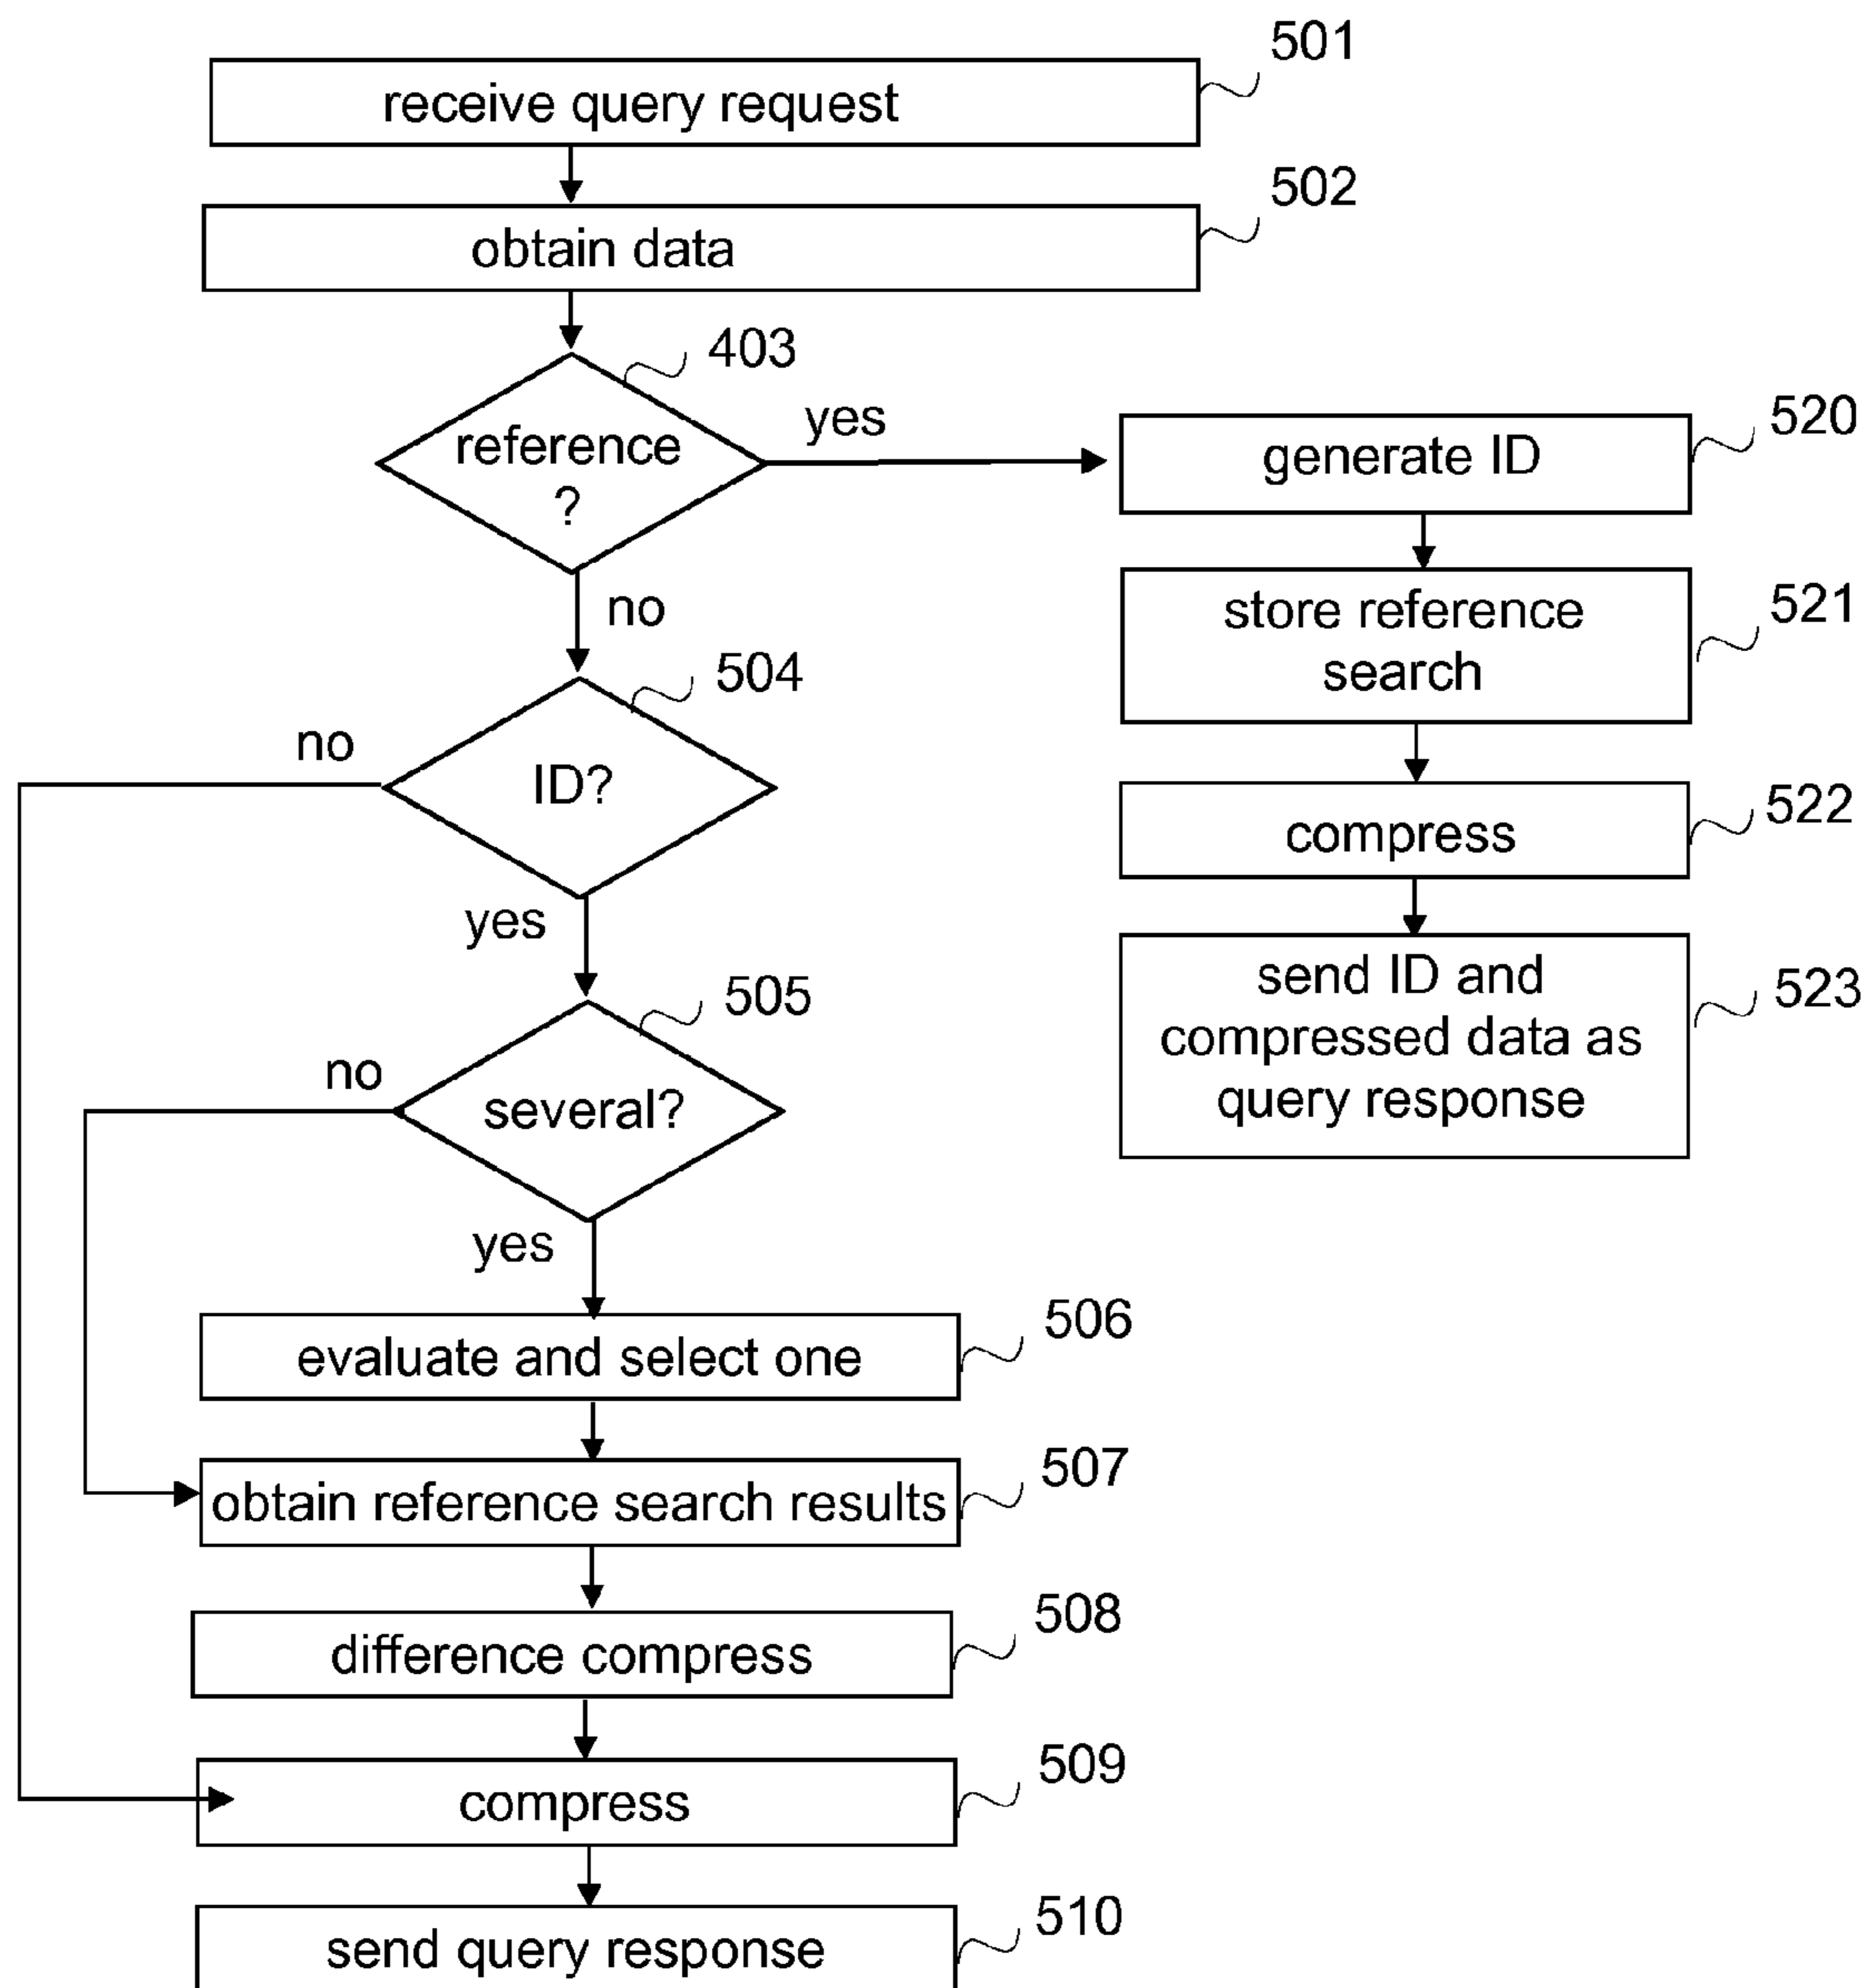 501
receive query request
502
obtain data
403
reference
?
yes
no
520
generate ID
521
store reference
search
522
compress
523
send ID and
compressed data as
query response
504
ID?
no
yes
505
several?
no
yes
506
evaluate and select one
507
obtain reference search results
508
difference compress
509
compress
510
send query response